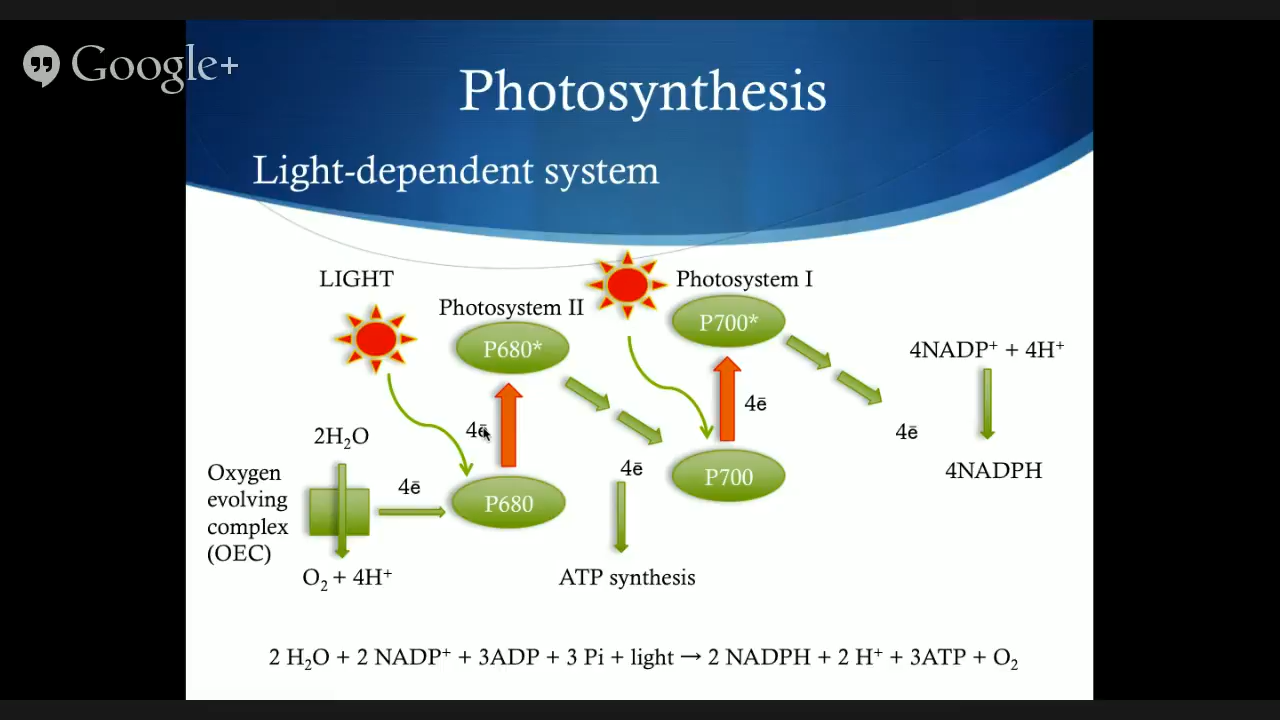 Google+
Photosynthesis
Light-dependent system
LIGHT
Photosystem II
Photosystem I
P680*
P700*
4NADP⁺ + 4H⁺
4ē
4ē
2H₂O
4ē
Oxygen
evolving
complex
(OEC)
4ē
4ē
P680
P700
4NADPH
O₂ + 4H⁺
ATP synthesis
2 H₂O + 2 NADP⁺ + 3ADP + 3 Pi + light → 2 NADPH + 2 H⁺ + 3ATP + O₂